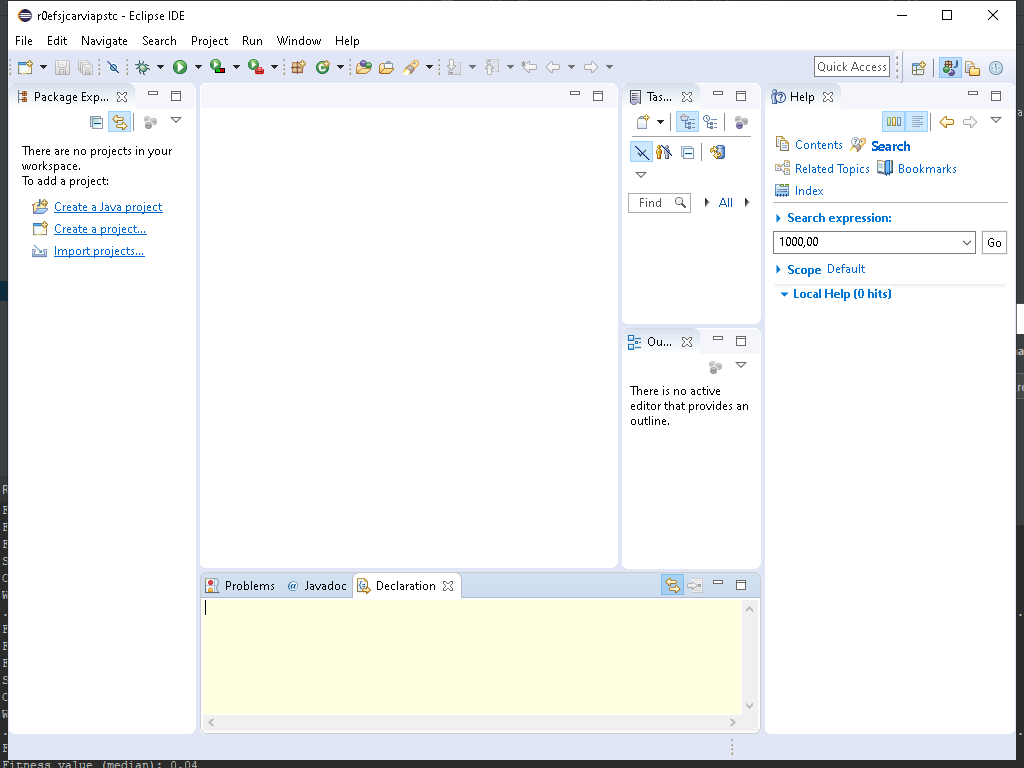 r0efsjcarviapstc - Eclipse IDE
File Edit Navigate Search Project Run Window Help
Quick Access
Package Exp...
There are no projects in your
workspace.
To add a project:
Create a Java project
Create a project...
Import projects...
Tas...
Find
All
Ou...
There is no active
editor that provides an
outline.
Help
Contents Search
Related Topics Bookmarks
Index
Search expression:
1000,00
Go
Scope Default
Local Help (0 hits)
Problems @ Javadoc Declaration
Fitness value (median): 0.04